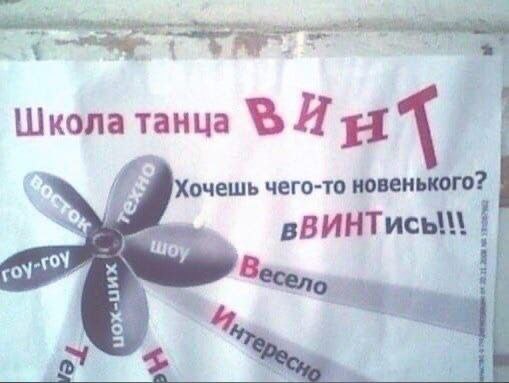 Школа танца ВИНТ
Хочешь чего-то новенького?
вВИНТись!!!
восток
техно
шоу
гоу-гоу
хип-хоп
Весело
Интересно